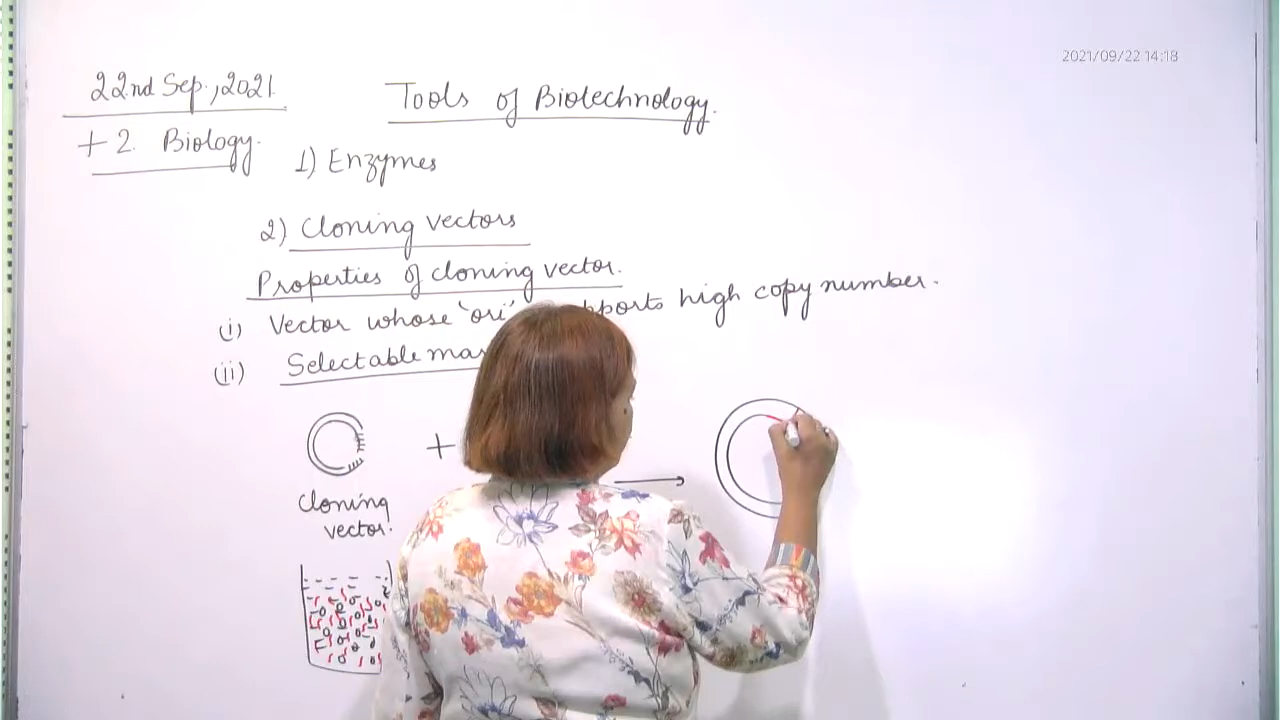 2021/09/22 14:18
22nd Sep., 2021.
Tools of Biotechnology.
+2. Biology.
1) Enzymes
2) Cloning vectors
Properties of cloning vector.
(i) Vector whose 'ori' high copy number.
(ii) Selectable
+
Cloning
vector.